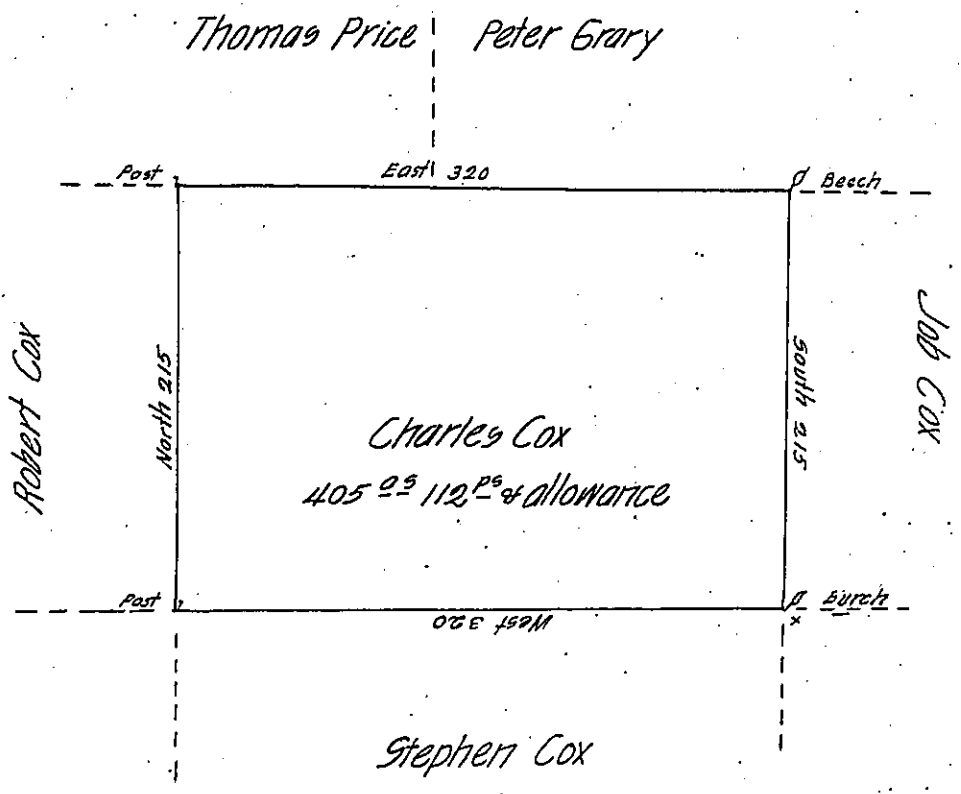 Thomas Price Peter Grary
Post East 320 Beech
Robert Cox
North 215
South 215
Job Cox
Charles Cox
405 as 112 ps & allowance
Post West 320 Burch
x
Stephen Cox